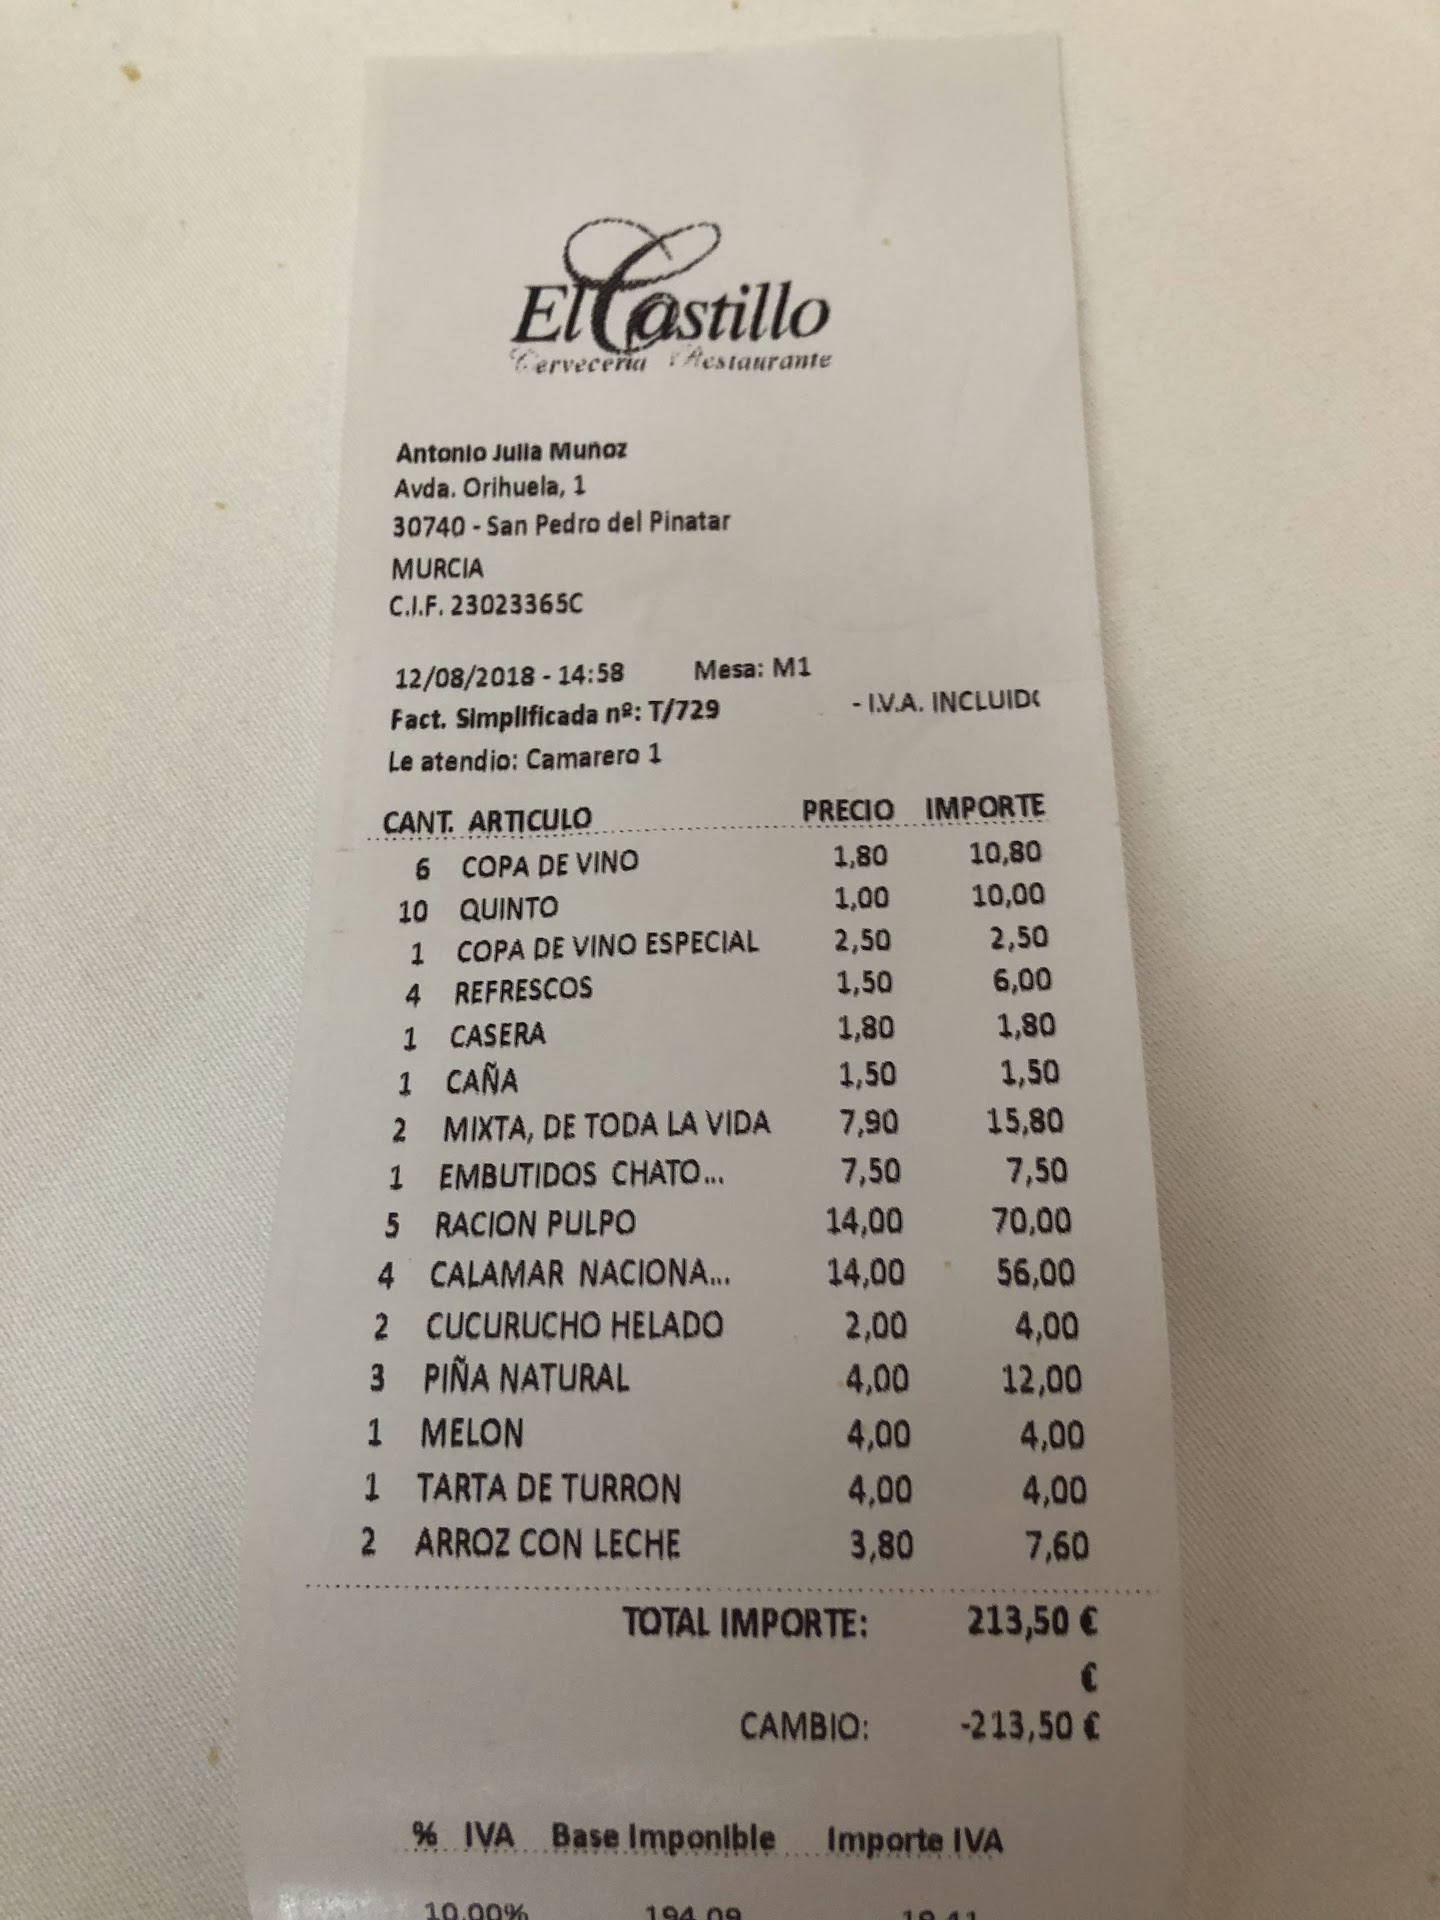 El Castillo
Cervecería Restaurante
Antonio Julia Muñoz
Avda. Orihuela, 1
30740 - San Pedro del Pinatar
MURCIA
C.I.F. 23023365C
12/08/2018 - 14:58 Mesa: M1
Fact. Simplificada nº: T/729 - I.V.A. INCLUIDO
Le atendio: Camarero 1
CANT. ARTICULO PRECIO IMPORTE
6 COPA DE VINO 1,80 10,80
10 QUINTO 1,00 10,00
1 COPA DE VINO ESPECIAL 2,50 2,50
4 REFRESCOS 1,50 6,00
1 CASERA 1,80 1,80
1 CAÑA 1,50 1,50
2 MIXTA, DE TODA LA VIDA 7,90 15,80
1 EMBUTIDOS CHATO... 7,50 7,50
5 RACION PULPO 14,00 70,00
4 CALAMAR NACIONA... 14,00 56,00
2 CUCURUCHO HELADO 2,00 4,00
3 PIÑA NATURAL 4,00 12,00
1 MELON 4,00 4,00
1 TARTA DE TURRON 4,00 4,00
2 ARROZ CON LECHE 3,80 7,60
TOTAL IMPORTE: 213,50 €
€
CAMBIO: -213,50 €
% IVA Base Imponible Importe IVA
10,00% 194,09 19,41